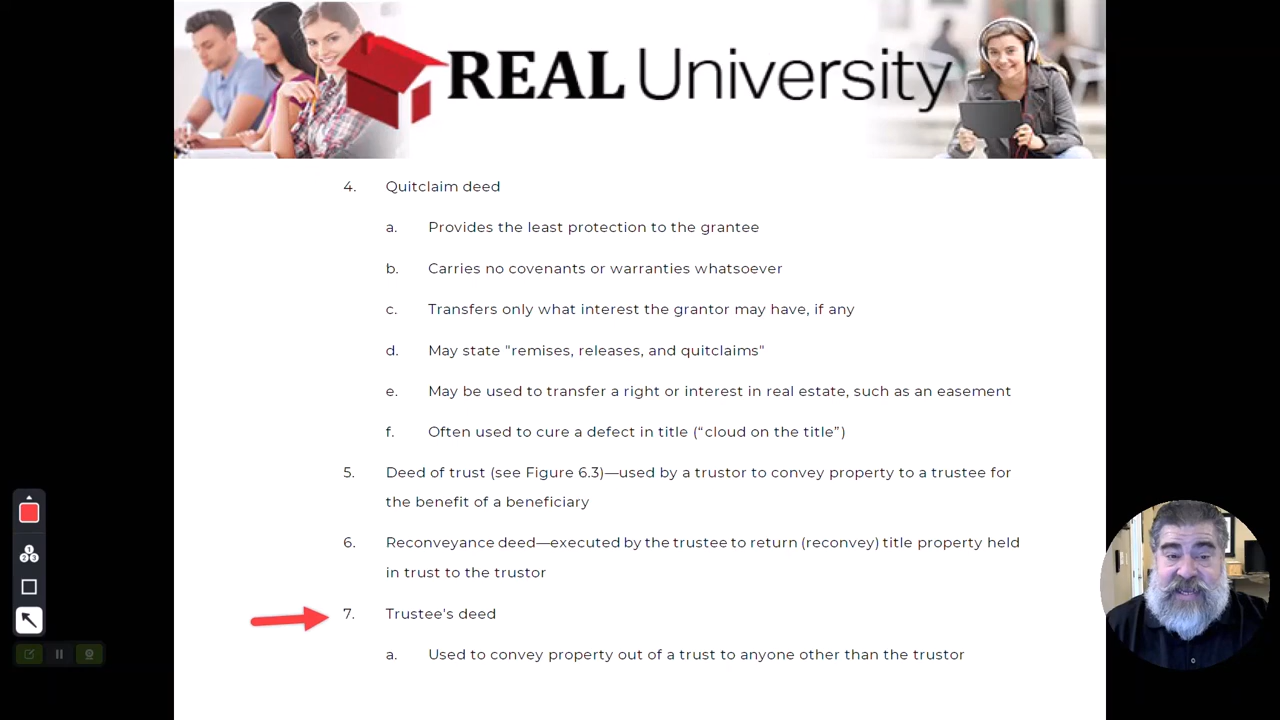 REAL University
4. Quitclaim deed
a. Provides the least protection to the grantee
b. Carries no covenants or warranties whatsoever
c. Transfers only what interest the grantor may have, if any
d. May state "remises, releases, and quitclaims"
e. May be used to transfer a right or interest in real estate, such as an easement
f. Often used to cure a defect in title (“cloud on the title”)
5. Deed of trust (see Figure 6.3)—used by a trustor to convey property to a trustee for
the benefit of a beneficiary
6. Reconveyance deed—executed by the trustee to return (reconvey) title property held
in trust to the trustor
7. Trustee's deed
a. Used to convey property out of a trust to anyone other than the trustor